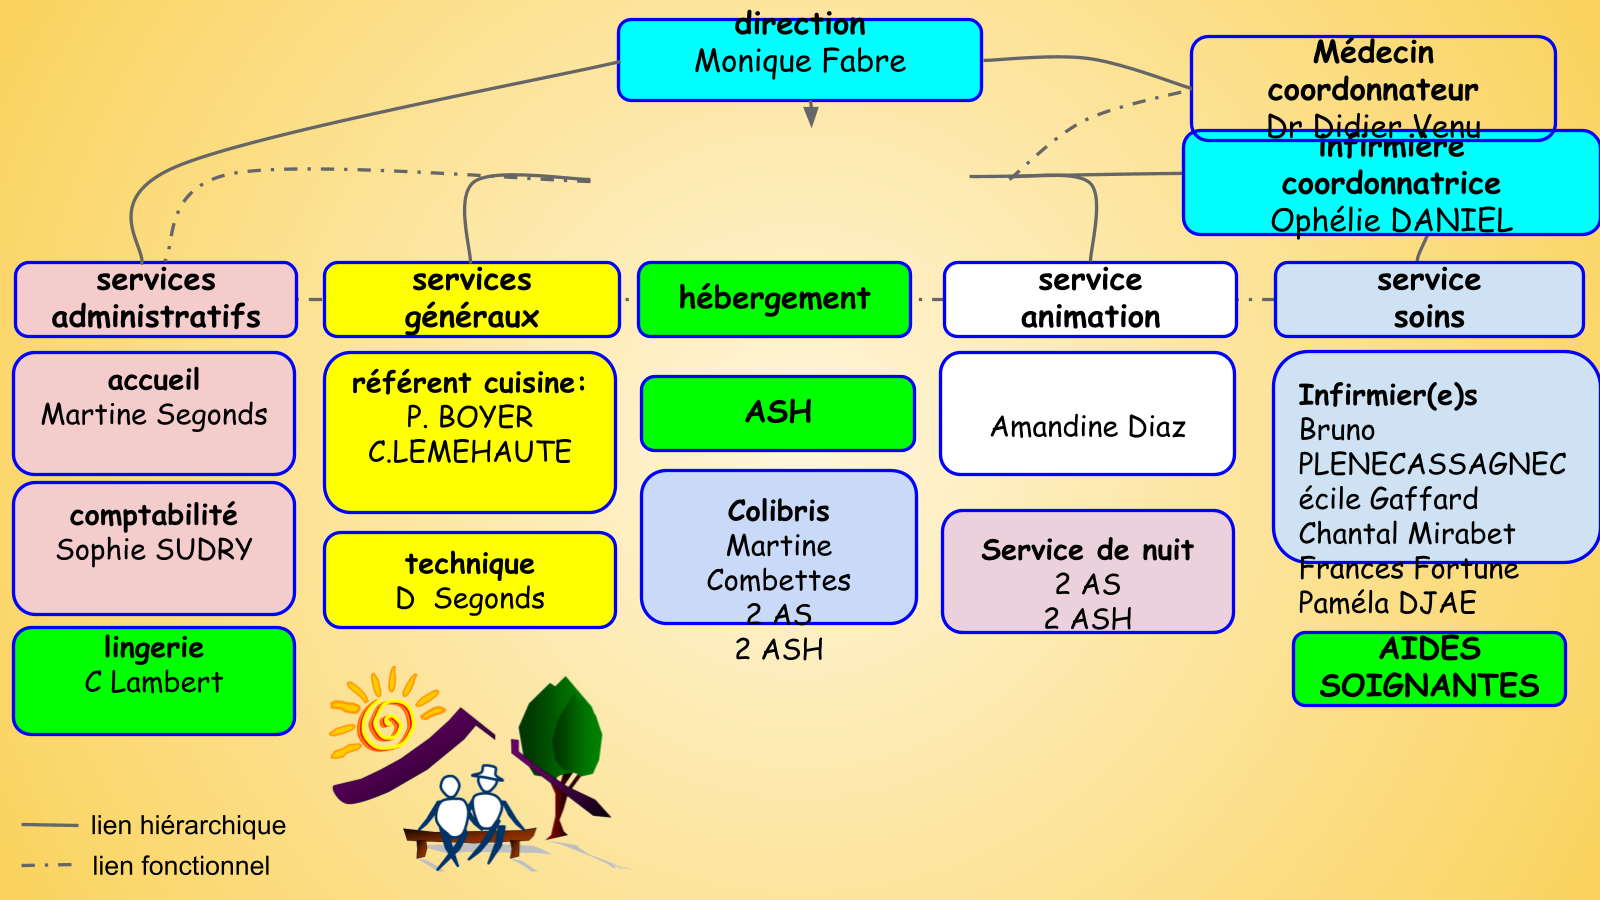 direction
Monique Fabre
Médecin
coordonnateur
Dr Didier Venu
infirmière
coordonnatrice
Ophélie DANIEL
services
administratifs
services
généraux
hébergement
service
animation
service
soins
accueil
Martine Segonds
comptabilité
Sophie SUDRY
lingerie
C Lambert
référent cuisine:
P. BOYER
C.LEMEHAUTE
technique
D  Segonds
ASH
Colibris
Martine
Combettes
2 AS
2 ASH
Amandine Diaz
Service de nuit
2 AS
2 ASH
Infirmier(e)s
Bruno
PLENECASSAGNEC
écile Gaffard
Chantal Mirabet
Frances Fortune
Paméla DJAE
AIDES
SOIGNANTES
lien hiérarchique
lien fonctionnel